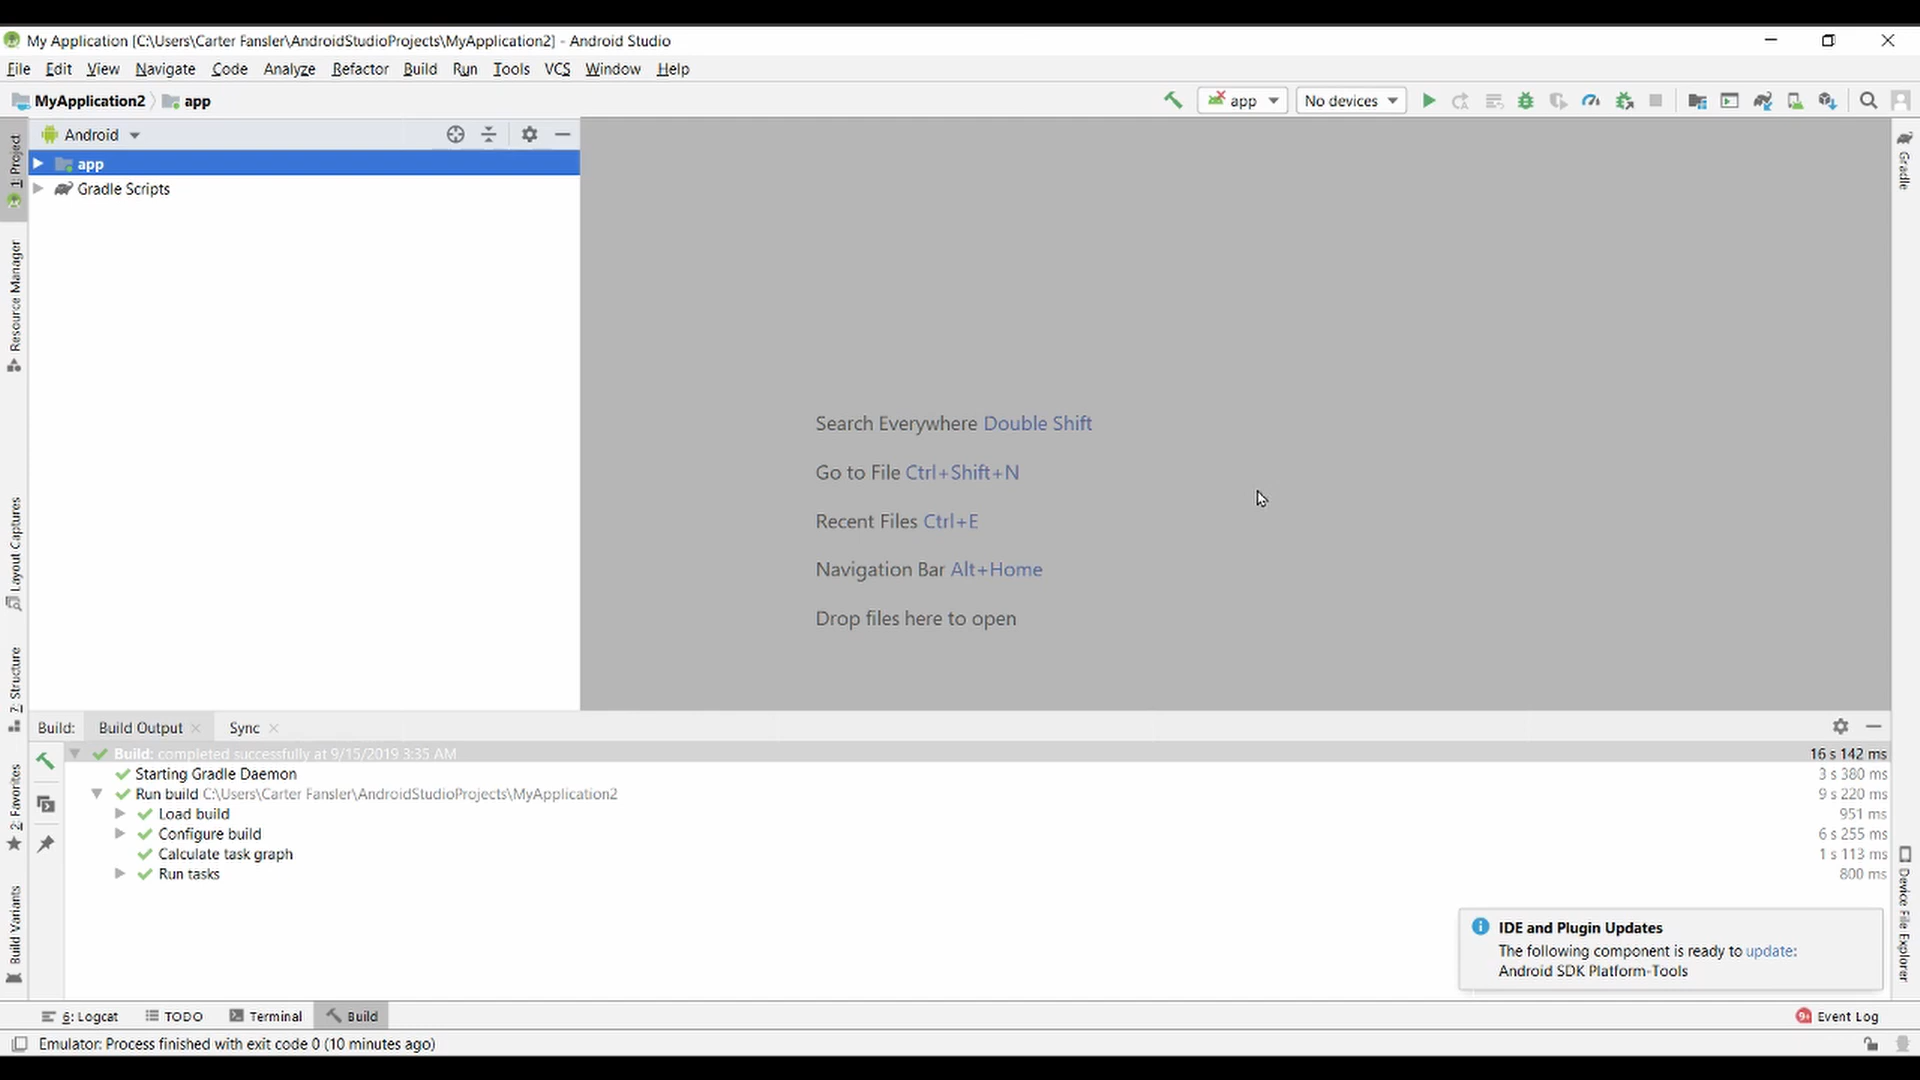 My Application [C:\Users\Carter Fansler\AndroidStudioProjects\MyApplication2] - Android Studio
File Edit View Navigate Code Analyze Refactor Build Run Tools VCS Window Help
MyApplication2 app
app No devices
1: Project
Android
app
Gradle Scripts
Gradle
Resource Manager
Search Everywhere Double Shift
Go to File Ctrl+Shift+N
Recent Files Ctrl+E
Navigation Bar Alt+Home
Drop files here to open
Layout Captures
7: Structure
2: Favorites
Build Variants
Device File Explorer
Build: Build Output Sync
Build: completed successfully at 9/15/2019 3:35 AM 16 s 142 ms
Starting Gradle Daemon 3 s 380 ms
Run build C:\Users\Carter Fansler\AndroidStudioProjects\MyApplication2 9 s 220 ms
Load build 951 ms
Configure build 6 s 255 ms
Calculate task graph 1 s 113 ms
Run tasks 800 ms
IDE and Plugin Updates
The following component is ready to update:
Android SDK Platform-Tools
6: Logcat TODO Terminal Build 9+ Event Log
Emulator: Process finished with exit code 0 (10 minutes ago)